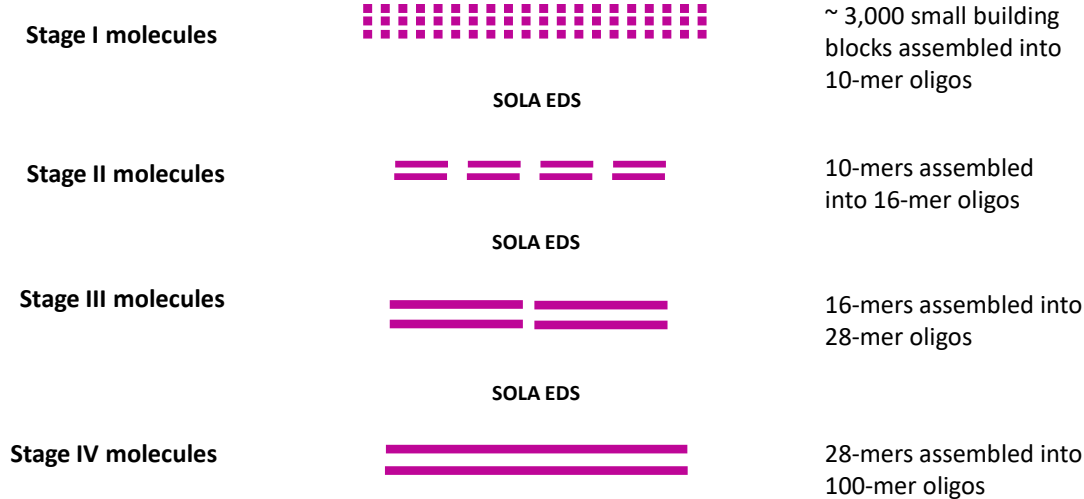 Stage I molecules
~ 3,000 small building
blocks assembled into
10-mer oligos
SOLA EDS
Stage II molecules
10-mers assembled
into 16-mer oligos
SOLA EDS
Stage III molecules
16-mers assembled into
28-mer oligos
SOLA EDS
Stage IV molecules
28-mers assembled into
100-mer oligos